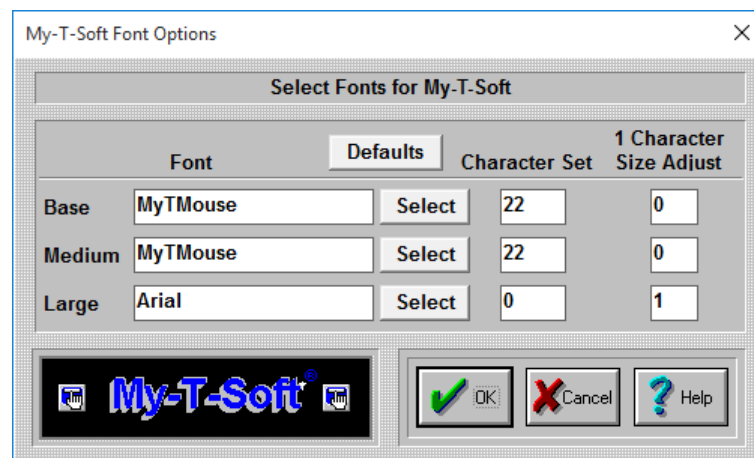 My-T-Soft Font Options
Select Fonts for My-T-Soft
Font Defaults Character Set 1 Character Size Adjust
Base MyTMouse Select 22 0
Medium MyTMouse Select 22 0
Large Arial Select 0 1
My-T-Soft© OK Cancel Help